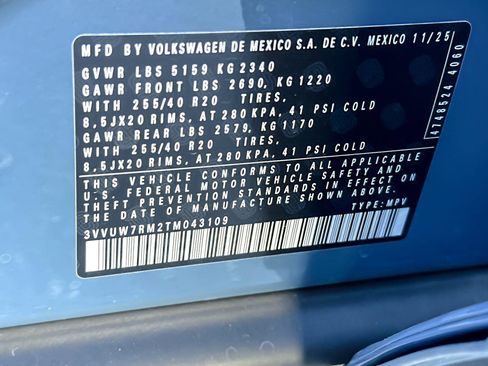 MFD BY VOLKSWAGEN DE MEXICO S.A. DE C.V. MEXICO 11/25
GVWR LBS 5159 KG 2340
GAWR FRONT LBS 2690, KG 1220
WITH 255/40 R20 TIRES,
8,5JX20 RIMS, AT 280 KPA, 41 PSI COLD
GAWR REAR LBS 2579, KG 1170
WITH 255/40 R20 TIRES,
8,5JX20 RIMS, AT 280 KPA, 41 PSI COLD
THIS VEHICLE CONFORMS TO ALL APPLICABLE
U.S. FEDERAL MOTOR VEHICLE SAFETY AND
THEFT PREVENTION STANDARDS IN EFFECT ON
THE DATE OF MANUFACTURE SHOWN ABOVE.
3VVUW7RM2TM043109 TYPE: MPV
4748524 4060